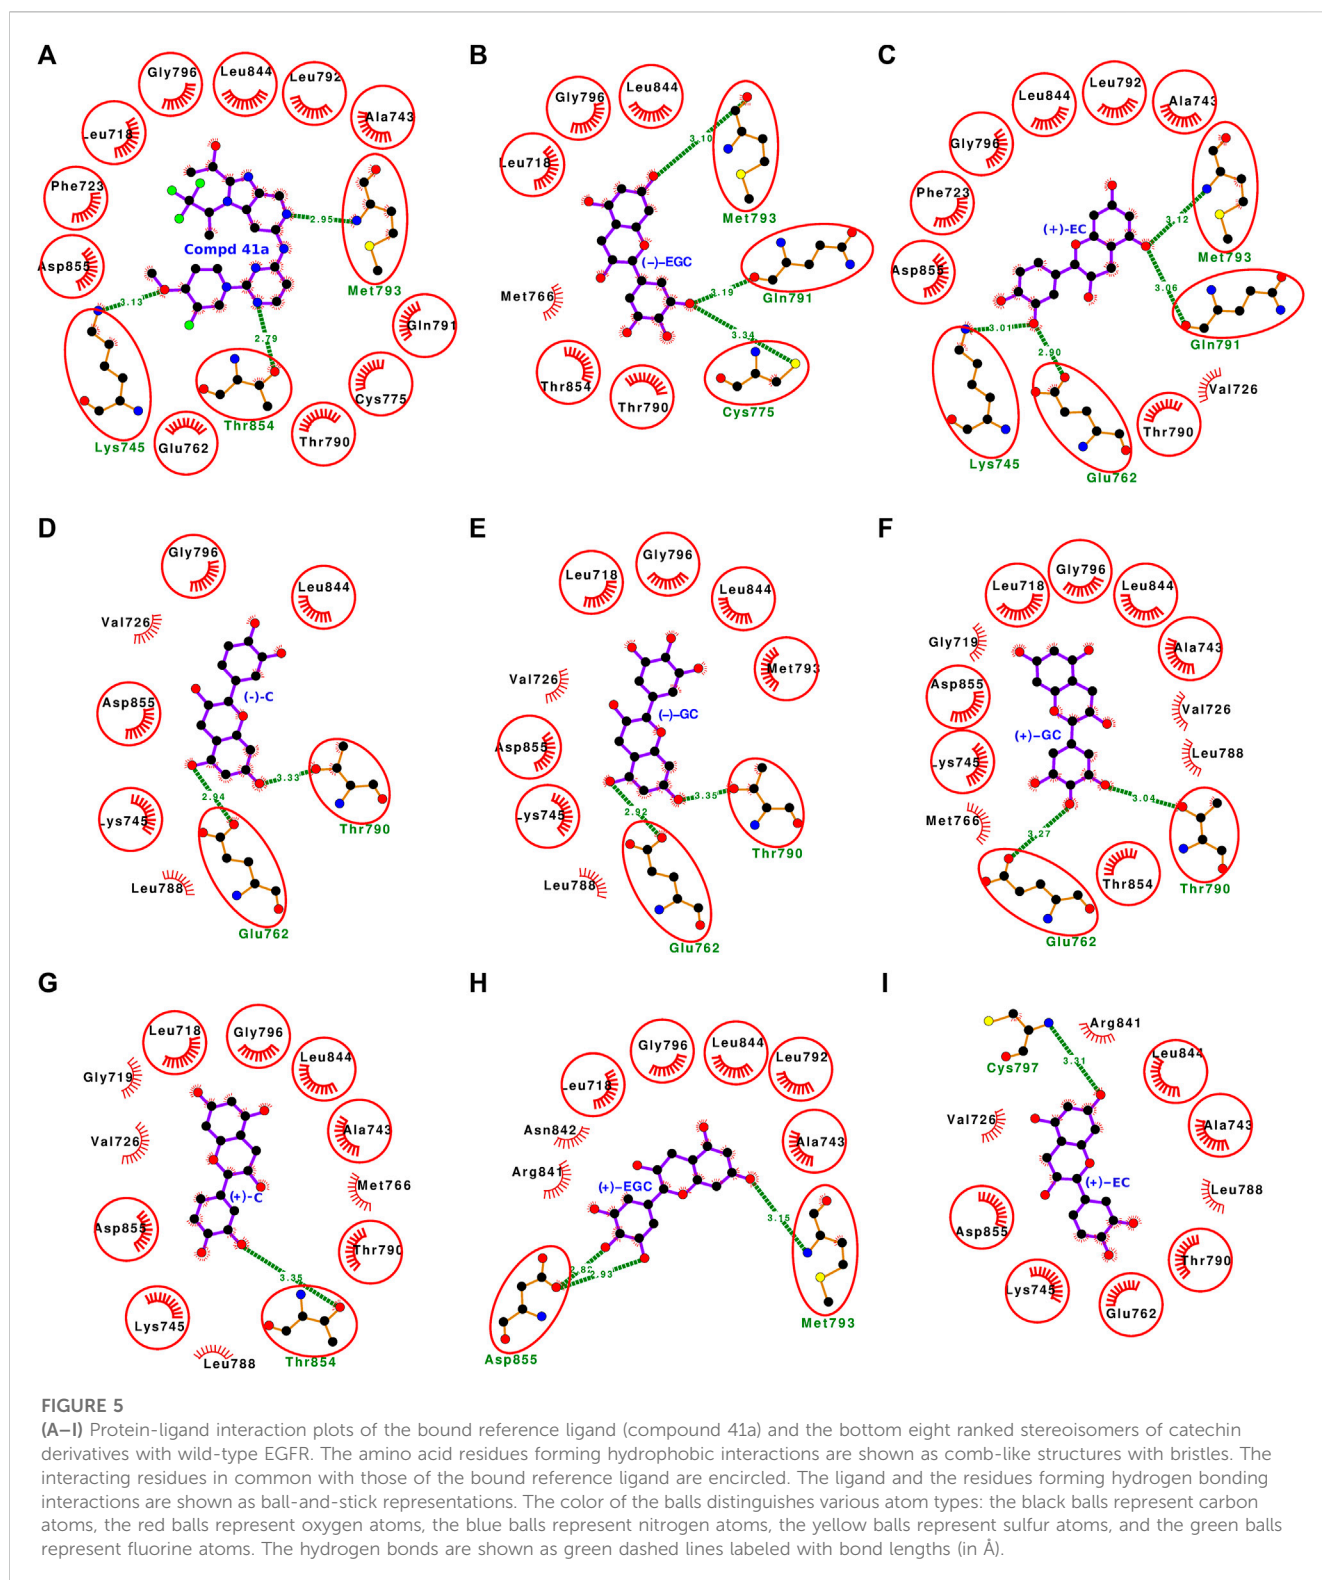 A
Gly796
Leu844
Leu792
Ala743
Leu718
Phe723
Asp855
Compd 41a
2.95
Met793
3.13
2.79
Gln791
Cys775
Thr854
Thr790
Glu762
Lys745
B
Gly796
Leu844
Leu718
3.10
Met793
(−)−EGC
3.19
Gln791
Met766
3.34
Thr854
Thr790
Cys775
C
Leu844
Leu792
Ala743
Gly796
Phe723
Asp855
(+)-EC
3.12
Met793
3.06
Gln791
3.01
2.90
Val726
Thr790
Lys745
Glu762
D
Gly796
Leu844
Val726
Asp855
(-)-C
3.33
2.94
Thr790
Lys745
Leu788
Glu762
E
Leu718
Gly796
Leu844
Met793
Val726
(−)−GC
Asp855
3.35
2.92
Lys745
Thr790
Leu788
Glu762
F
Leu718
Gly796
Leu844
Gly719
Ala743
Asp855
Val726
(+)−GC
Lys745
Leu788
3.04
Met766
3.27
Thr854
Thr790
Glu762
G
Leu718
Gly796
Leu844
Gly719
Val726
Ala743
(+)-C
Met766
Asp855
Thr790
3.35
Lys745
Leu788
Thr854
H
Gly796
Leu844
Leu792
Leu718
Asn842
Arg841
Ala743
(+)−EGC
3.15
2.93
Met793
Asp855
I
Arg841
Cys797
3.31
Leu844
Val726
Ala743
(+)−EC
Leu788
Asp855
Thr790
Lys745
Glu762
FIGURE 5
(A–I) Protein-ligand interaction plots of the bound reference ligand (compound 41a) and the bottom eight ranked stereoisomers of catechin
derivatives with wild-type EGFR. The amino acid residues forming hydrophobic interactions are shown as comb-like structures with bristles. The
interacting residues in common with those of the bound reference ligand are encircled. The ligand and the residues forming hydrogen bonding
interactions are shown as ball-and-stick representations. The color of the balls distinguishes various atom types: the black balls represent carbon
atoms, the red balls represent oxygen atoms, the blue balls represent nitrogen atoms, the yellow balls represent sulfur atoms, and the green balls
represent fluorine atoms. The hydrogen bonds are shown as green dashed lines labeled with bond lengths (in Å).